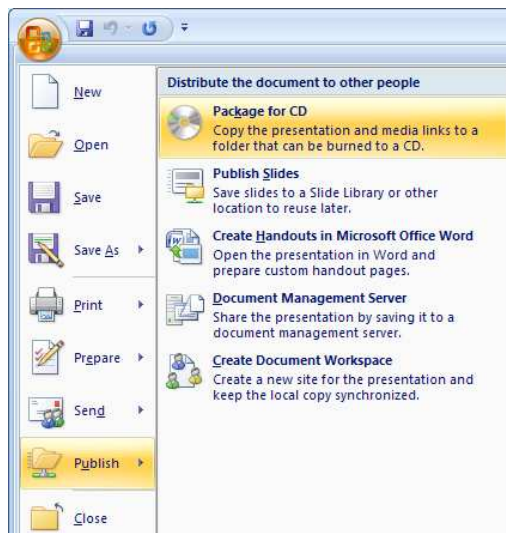 New
Open
Save
Save As
Print
Prepare
Send
Publish
Close
Distribute the document to other people
Package for CD
Copy the presentation and media links to a
folder that can be burned to a CD.
Publish Slides
Save slides to a Slide Library or other
location to reuse later.
Create Handouts in Microsoft Office Word
Open the presentation in Word and
prepare custom handout pages.
Document Management Server
Share the presentation by saving it to a
document management server.
Create Document Workspace
Create a new site for the presentation and
keep the local copy synchronized.